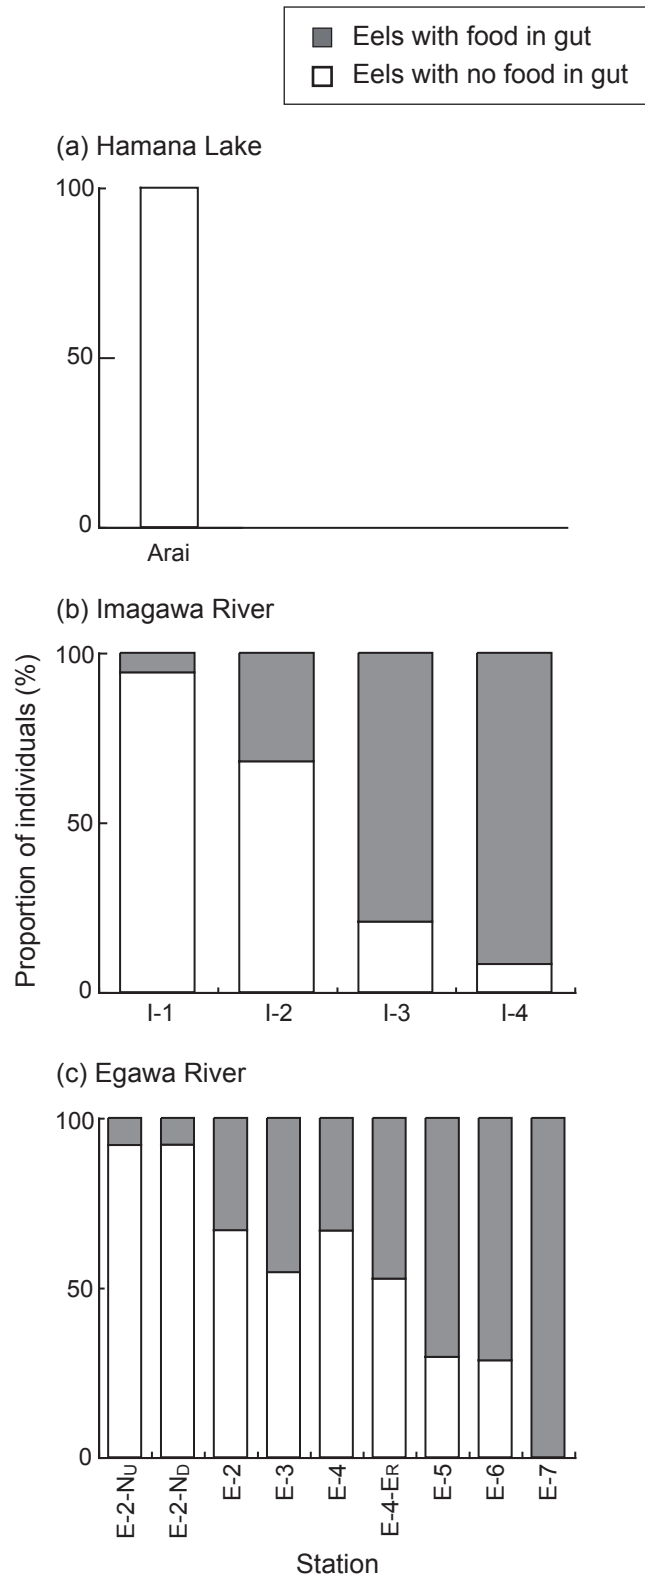 Eels with food in gut
Eels with no food in gut
(a) Hamana Lake
100
50
0
Arai
(b) Imagawa River
100
50
0
I-1 I-2 I-3 I-4
Proportion of individuals (%)
(c) Egawa River
100
50
0
E-2-NU E-2-ND E-2 E-3 E-4 E-4-ER E-5 E-6 E-7
Station